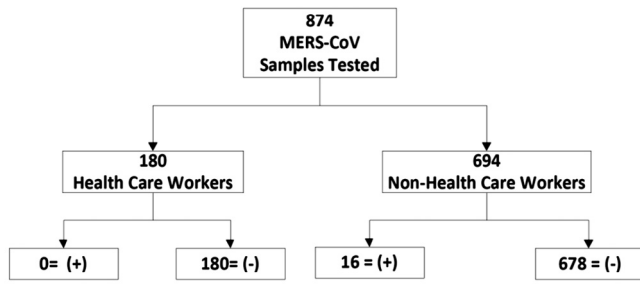 874
MERS-CoV
Samples Tested
180
Health Care Workers
694
Non-Health Care Workers
0= (+)
180= (-)
16 = (+)
678 = (-)